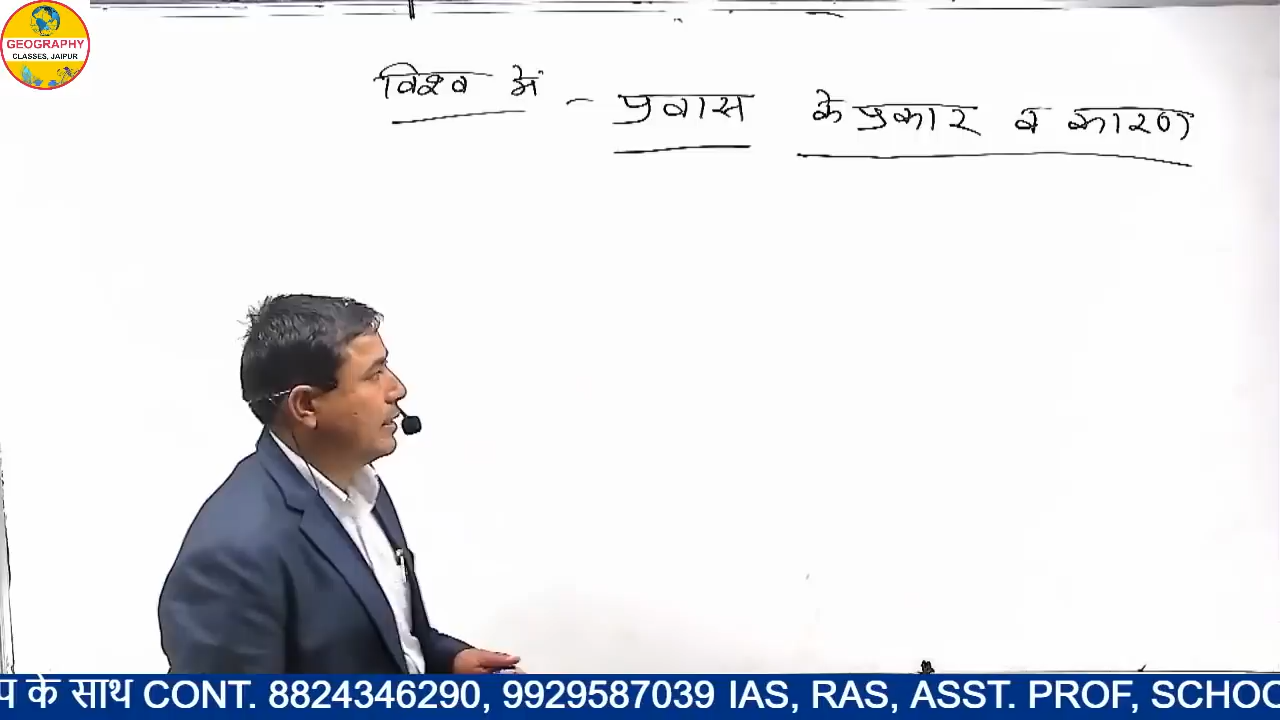 GEOGRAPHY
CLASSES, JAIPUR
विश्व में - प्रवास के प्रकार व कारण
प के साथ CONT. 8824346290, 9929587039 IAS, RAS, ASST. PROF, SCHOO